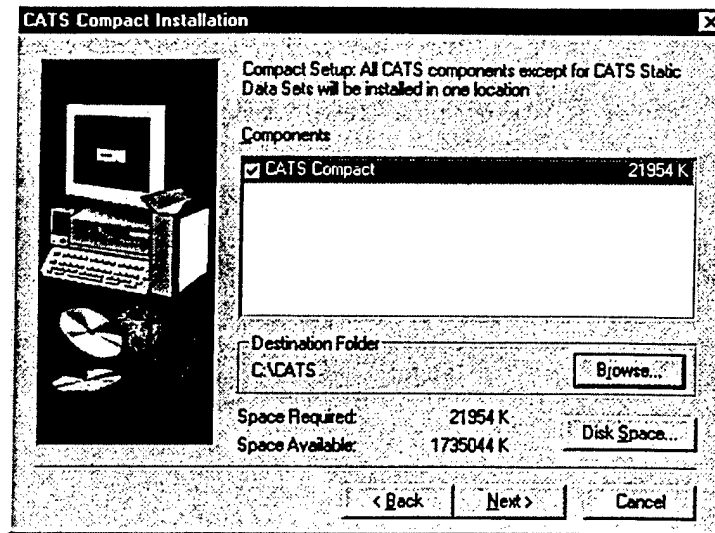 CATS Compact Installation
Compact Setup: All CATS components except for CATS Static
Data Sets will be installed in one location
Components
CATS Compact 21954 K
Destination Folder
C:\CATS
Browse...
Space Required: 21954 K
Space Available: 1735044 K
Disk Space...
< Back
Next >
Cancel